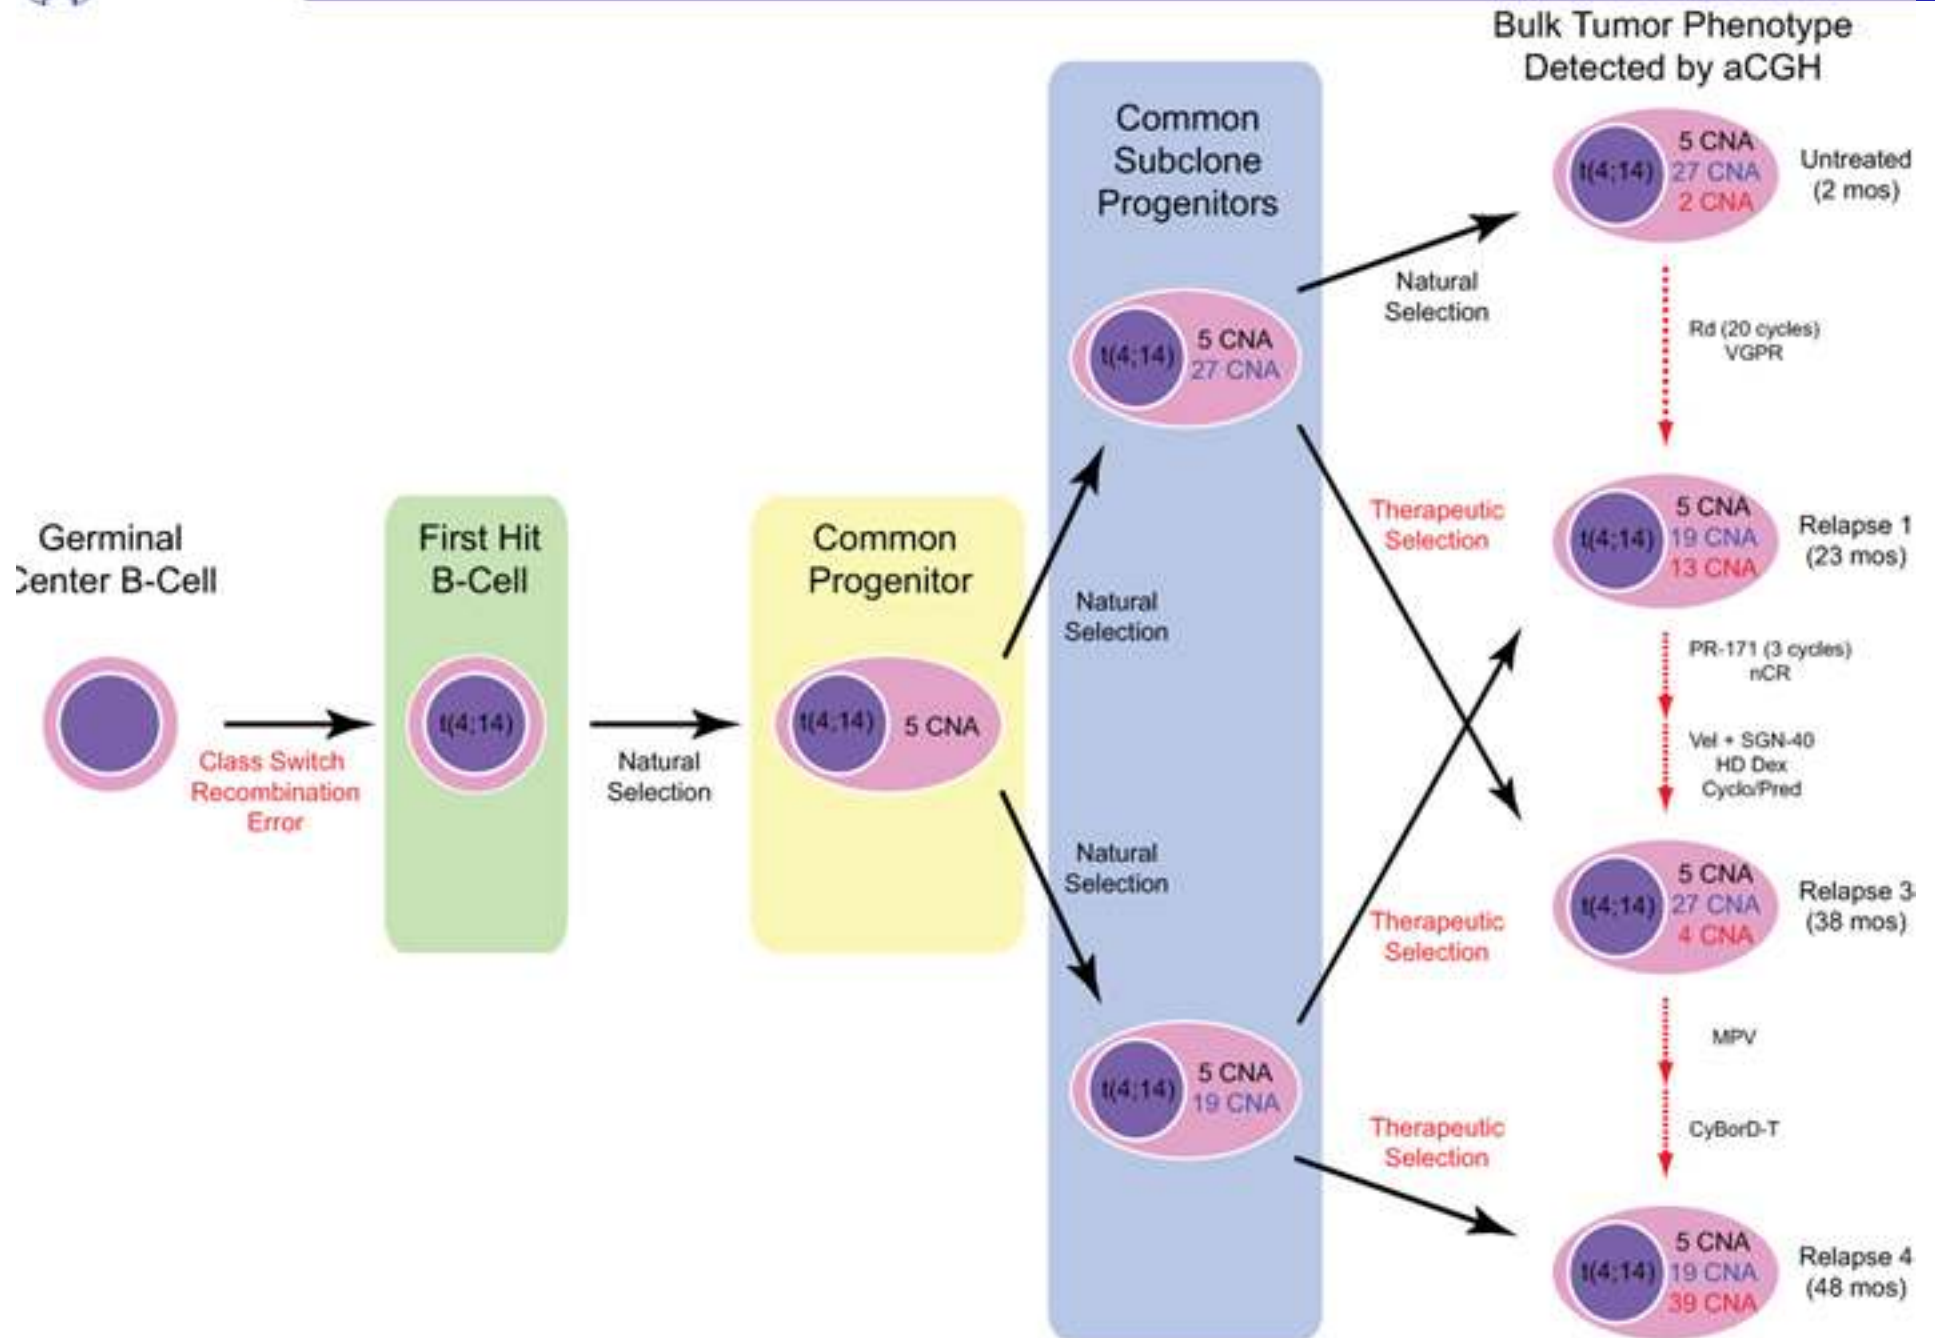 Bulk Tumor Phenotype
Detected by aCGH
Common
Subclone
Progenitors
5 CNA
t(4;14)
27 CNA
2 CNA
Untreated
(2 mos)
Natural
Selection
Rd (20 cycles)
VGPR
t(4;14)
5 CNA
27 CNA
Germinal
Center B-Cell
First Hit
B-Cell
Common
Progenitor
Therapeutic
Selection
5 CNA
t(4;14)
19 CNA
13 CNA
Relapse 1
(23 mos)
Natural
Selection
PR-171 (3 cycles)
nCR
Class Switch
Recombination
Error
t(4;14)
Natural
Selection
t(4;14)
5 CNA
Vel + SGN-40
HD Dex
Cyclo/Pred
Natural
Selection
Therapeutic
Selection
5 CNA
t(4;14)
27 CNA
4 CNA
Relapse 3
(38 mos)
t(4;14)
5 CNA
19 CNA
MPV
Therapeutic
Selection
CyBorD-T
5 CNA
t(4;14)
19 CNA
39 CNA
Relapse 4
(48 mos)